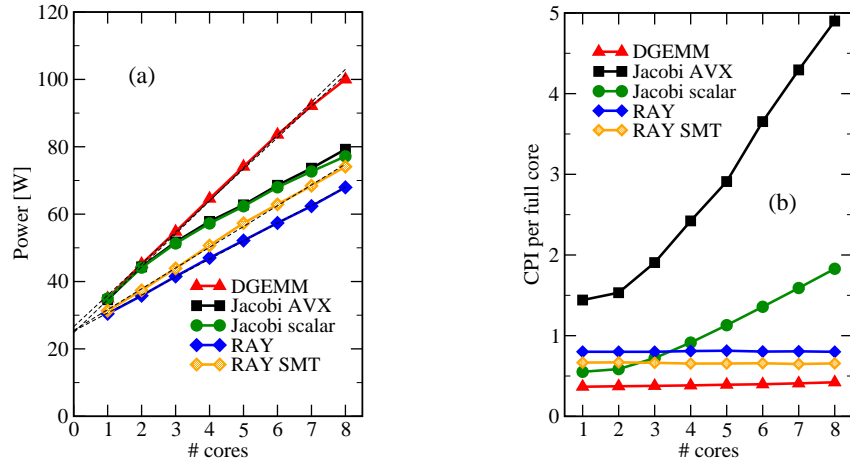 120
100
80
60
40
20
0
Power [W]
(a)
DGEMM
Jacobi AVX
Jacobi scalar
RAY
RAY SMT
0 1 2 3 4 5 6 7 8
# cores
5
4
3
2
1
0
CPI per full core
DGEMM
Jacobi AVX
Jacobi scalar
RAY
RAY SMT
(b)
1 2 3 4 5 6 7 8
# cores